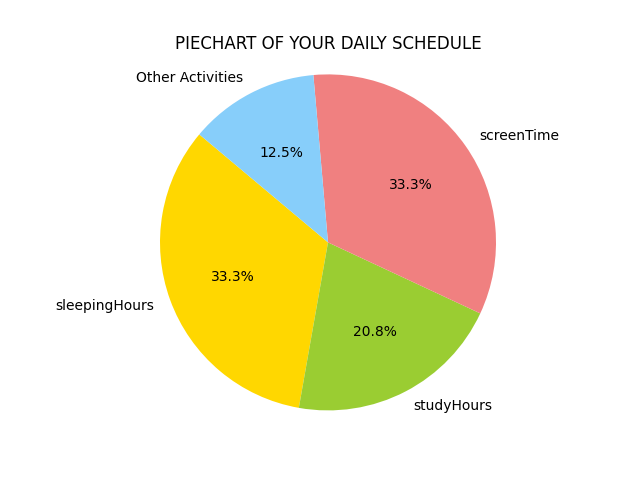 PIECHART OF YOUR DAILY SCHEDULE
Other Activities
screenTime
12.5%
33.3%
33.3%
sleepingHours
20.8%
studyHours